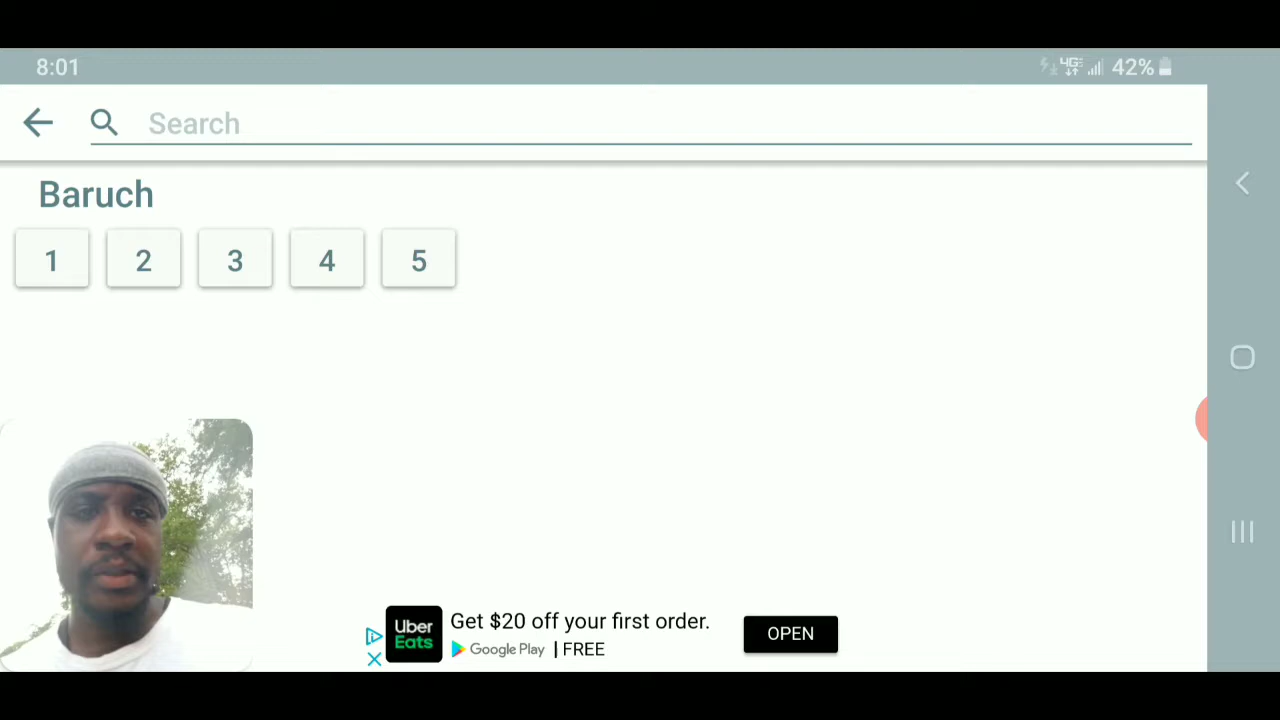 8:01
4G 42%
Search
Baruch
1 2 3 4 5
Uber
Eats
Get $20 off your first order.
Google Play | FREE
OPEN